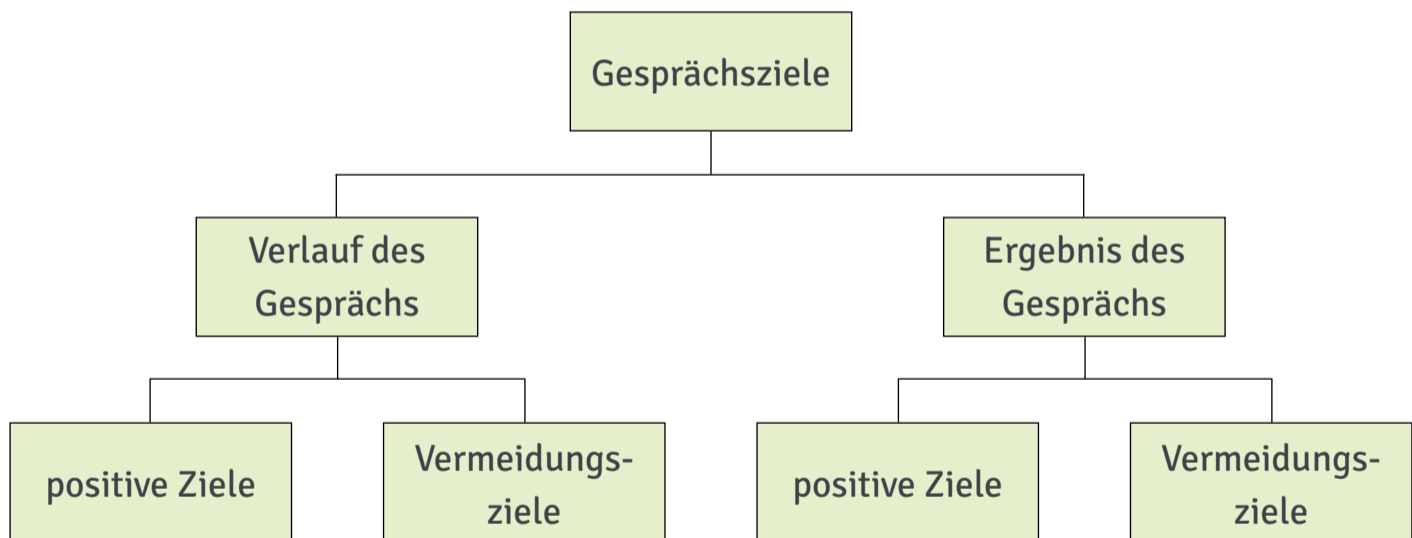 Gesprächsziele
Verlauf des
Gesprächs
Ergebnis des
Gesprächs
positive Ziele
Vermeidungs-
ziele
positive Ziele
Vermeidungs-
ziele